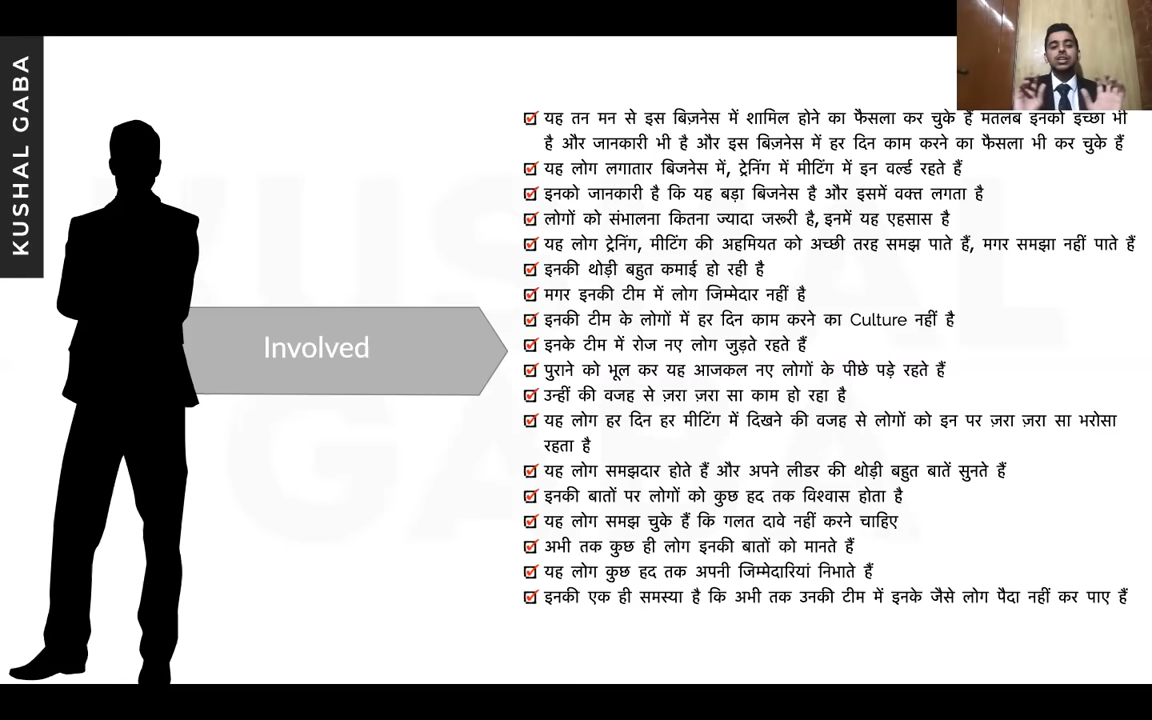 KUSHAL GABA
यह तन मन से इस बिज़नेस में शामिल होने का फैसला कर चुके हैं मतलब इनको इच्छा भी
है और जानकारी भी है और इस बिज़नेस में हर दिन काम करने का फैसला भी कर चुके हैं
यह लोग लगातार बिजनेस में, ट्रेनिंग में मीटिंग में इन वर्ल्ड रहते हैं
इनको जानकारी है कि यह बड़ा बिजनेस है और इसमें वक्त लगता है
लोगों को संभालना कितना ज्यादा जरूरी है, इनमें यह एहसास है
यह लोग ट्रेनिंग, मीटिंग की अहमियत को अच्छी तरह समझ पाते हैं, मगर समझा नहीं पाते हैं
इनकी थोड़ी बहुत कमाई हो रही है
मगर इनकी टीम में लोग जिम्मेदार नहीं है
इनकी टीम के लोगों में हर दिन काम करने का Culture नहीं है
Involved
इनके टीम में रोज नए लोग जुड़ते रहते हैं
पुराने को भूल कर यह आजकल नए लोगों के पीछे पड़े रहते हैं
उन्हीं की वजह से ज़रा ज़रा सा काम हो रहा है
यह लोग हर दिन हर मीटिंग में दिखने की वजह से लोगों को इन पर ज़रा ज़रा सा भरोसा
रहता है
यह लोग समझदार होते हैं और अपने लीडर की थोड़ी बहुत बातें सुनते हैं
इनकी बातों पर लोगों को कुछ हद तक विश्वास होता है
यह लोग समझ चुके हैं कि गलत दावे नहीं करने चाहिए
अभी तक कुछ ही लोग इनकी बातों को मानते हैं
यह लोग कुछ हद तक अपनी जिम्मेदारियां निभाते हैं
इनकी एक ही समस्या है कि अभी तक उनकी टीम में इनके जैसे लोग पैदा नहीं कर पाए हैं
KUSHAL
GABA